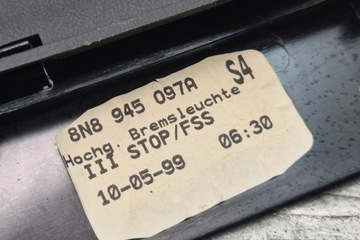 8N8 945 097A S4
Hochg. Bremsleuchte
III STOP/FSS
10-05-99 06:30